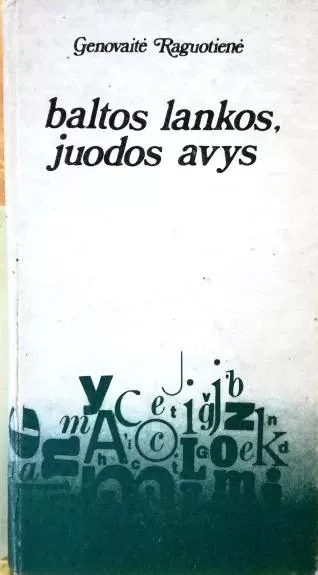 Genovaitė Raguotienė
baltos lankos,
juodos avys